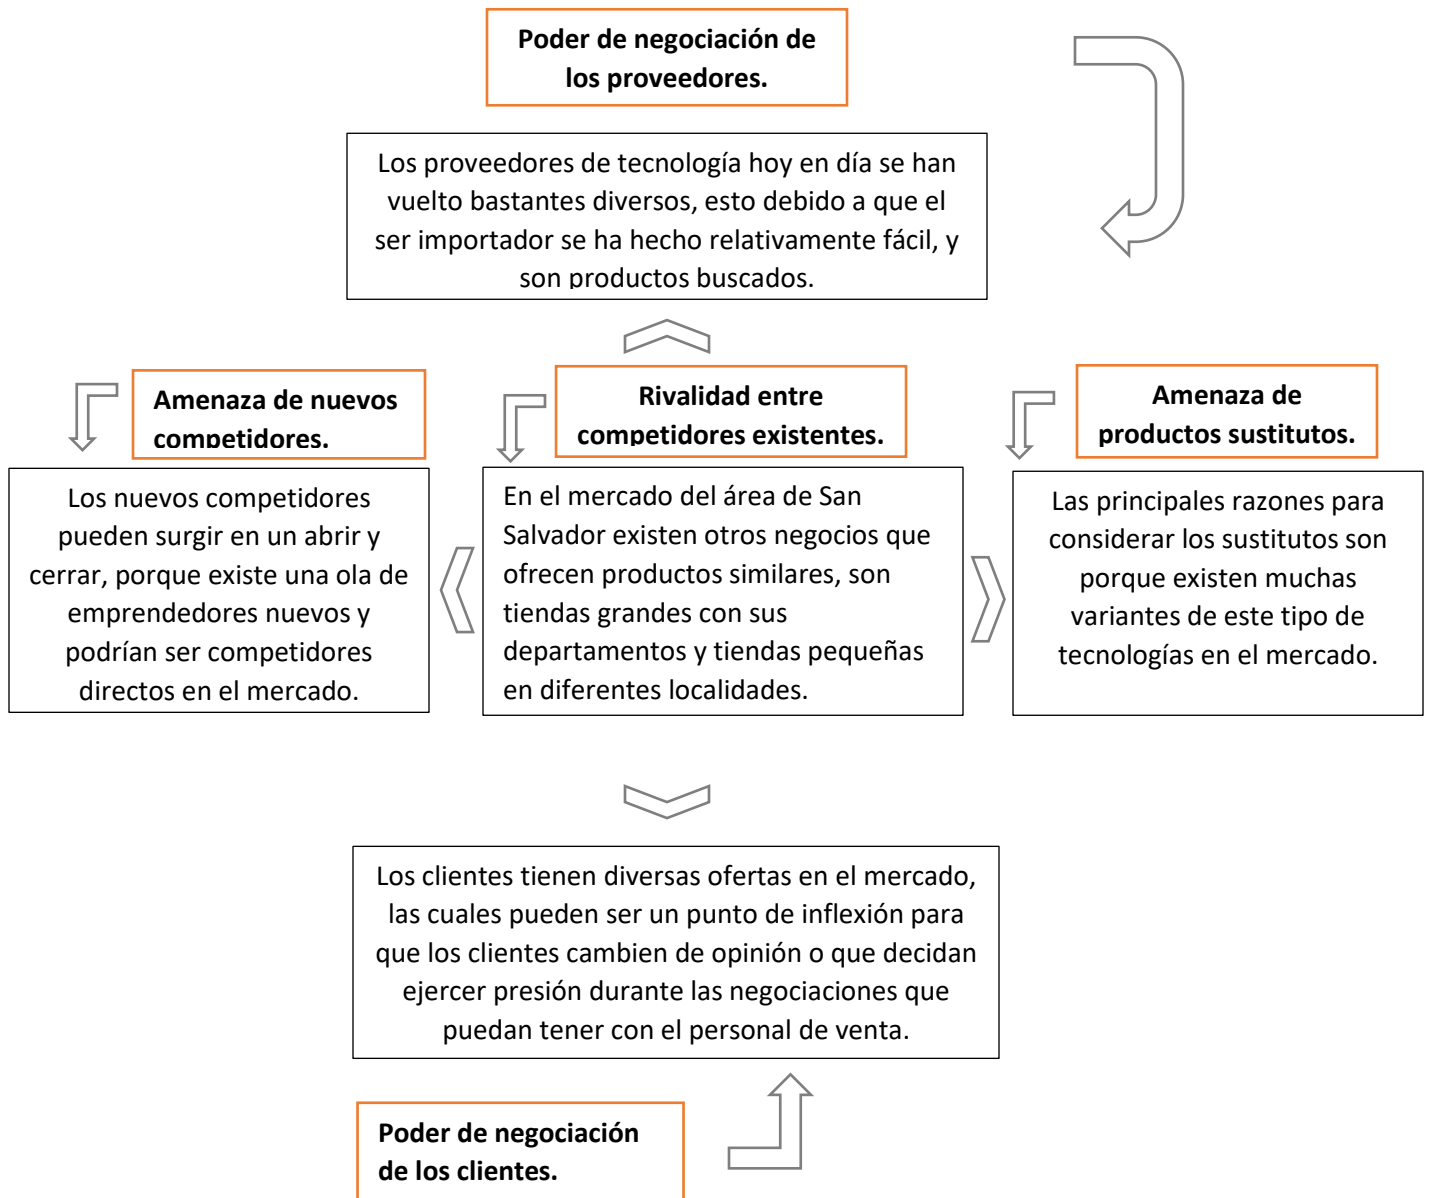 Poder de negociación de
los proveedores.
Los proveedores de tecnología hoy en día se han
vuelto bastantes diversos, esto debido a que el
ser importador se ha hecho relativamente fácil, y
son productos buscados.
Amenaza de nuevos
competidores.
Los nuevos competidores
pueden surgir en un abrir y
cerrar, porque existe una ola de
emprendedores nuevos y
podrían ser competidores
directos en el mercado.
Rivalidad entre
competidores existentes.
En el mercado del área de San
Salvador existen otros negocios que
ofrecen productos similares, son
tiendas grandes con sus
departamentos y tiendas pequeñas
en diferentes localidades.
Amenaza de
productos sustitutos.
Las principales razones para
considerar los sustitutos son
porque existen muchas
variantes de este tipo de
tecnologías en el mercado.
Los clientes tienen diversas ofertas en el mercado,
las cuales pueden ser un punto de inflexión para
que los clientes cambien de opinión o que decidan
ejercer presión durante las negociaciones que
puedan tener con el personal de venta.
Poder de negociación
de los clientes.